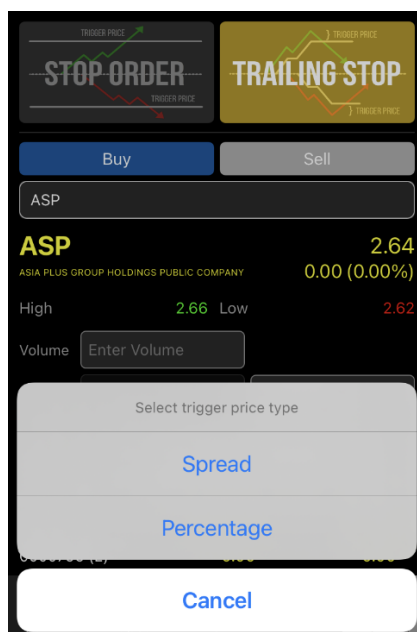 TRIGGER PRICE
STOP ORDER
TRIGGER PRICE
TRIGGER PRICE
TRAILING STOP
TRIGGER PRICE
Buy
Sell
ASP
ASP
2.64
ASIA PLUS GROUP HOLDINGS PUBLIC COMPANY
0.00 (0.00%)
High 2.66 Low 2.62
Volume Enter Volume
Select trigger price type
Spread
Percentage
Cancel